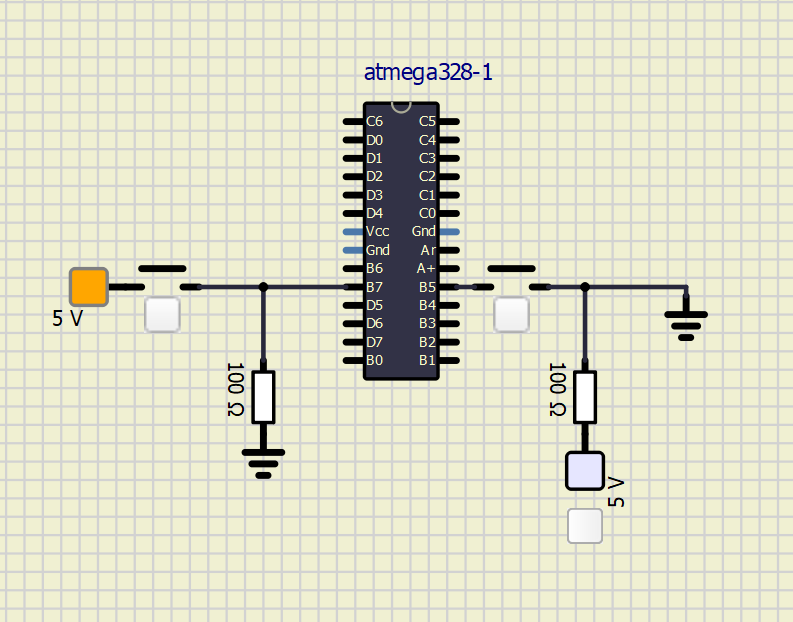 atmega328-1
C6 C5
D0 C4
D1 C3
D2 C2
D3 C1
D4 C0
Vcc Gnd
Gnd Ar
B6 A+
B7 B5
D5 B4
D6 B3
D7 B2
B0 B1
5 V
100 Ω
100 Ω
5 V